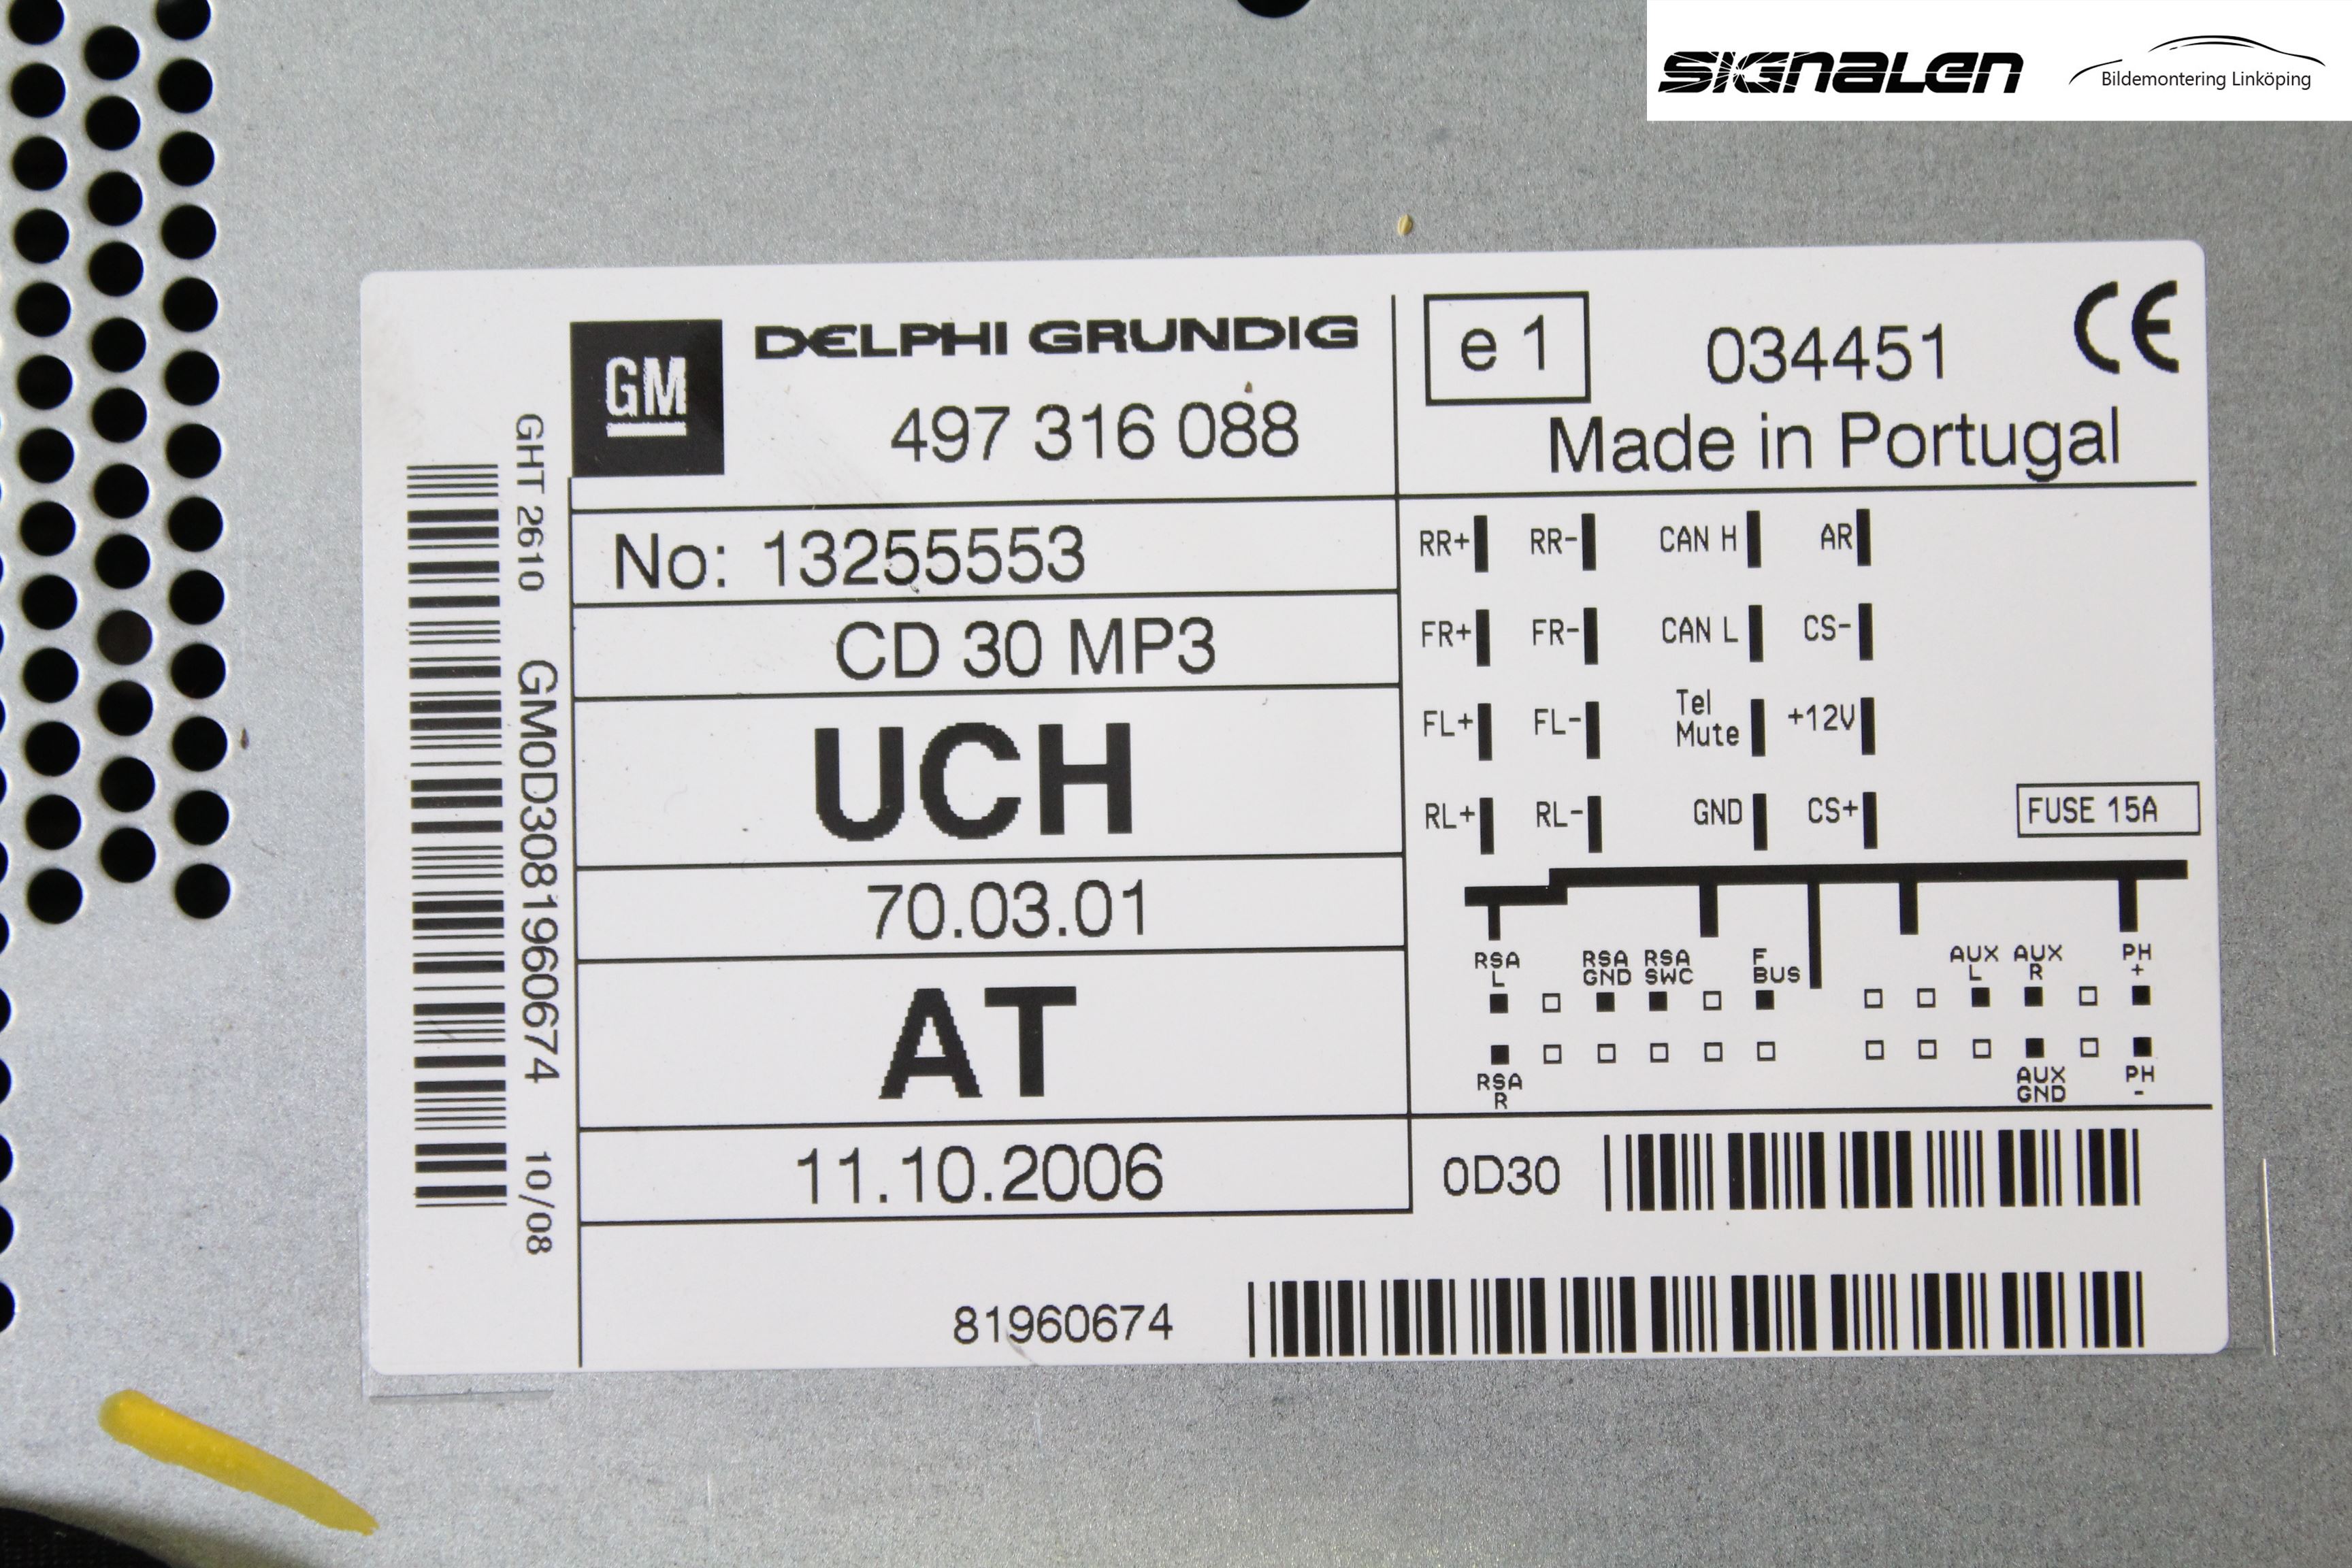 SIGNALEN
Bildemontering Linköping
GM
DELPHI GRUNDIG
497 316 088
e1
034451
CE
Made in Portugal
No: 13255553
CD 30 MP3
UCH
70.03.01
AT
11.10.2006
GHT 2610 GM0D3081960674 10/08
RR+ RR- CAN H AR
FR+ FR- CAN L CS-
FL+ FL- Tel Mute +12V
RL+ RL- GND CS+
FUSE 15A
RSA L RSA GND RSA SWC F BUS AUX L AUX R PH +
RSA R AUX GND PH -
0D30
81960674